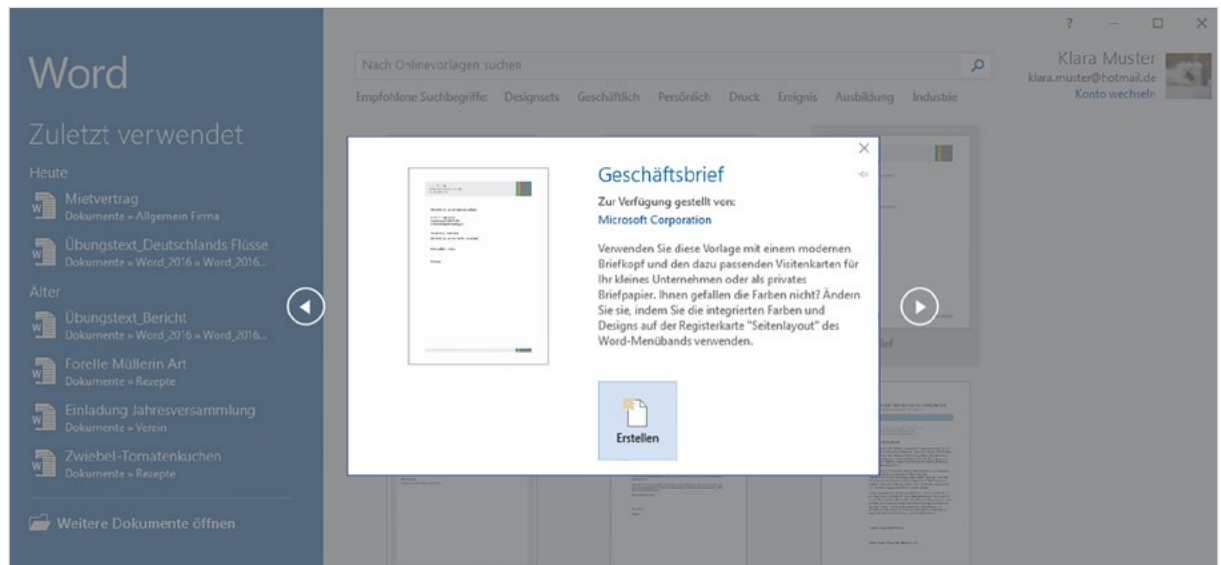 ? — □ ×
Word
Zuletzt verwendet
Heute
Mietvertrag
Dokumente » Allgemein Firma
Übungstext_Deutschlands Flüsse
Dokumente » Word_2016 » Word_2016...
Älter
Übungstext_Bericht
Dokumente » Word_2016 » Word_2016...
Forelle Müllerin Art
Dokumente » Rezepte
Einladung Jahresversammlung
Dokumente » Verein
Zwiebel-Tomatenkuchen
Dokumente » Rezepte
Weitere Dokumente öffnen
Nach Onlinevorlagen suchen
Empfohlene Suchbegriffe: Designsets Geschäftlich Persönlich Druck Ereignis Ausbildung Industrie
Klara Muster
klara.muster@hotmail.de
Konto wechseln
Geschäftsbrief
Zur Verfügung gestellt von:
Microsoft Corporation
Verwenden Sie diese Vorlage mit einem modernen
Briefkopf und den dazu passenden Visitenkarten für
Ihr kleines Unternehmen oder als privates
Briefpapier. Ihnen gefallen die Farben nicht? Ändern
Sie sie, indem Sie die integrierten Farben und
Designs auf der Registerkarte "Seitenlayout" des
Word-Menübands verwenden.
Erstellen